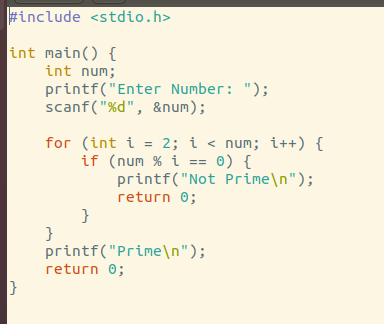 #include <stdio.h>
int main() {
    int num;
    printf("Enter Number: ");
    scanf("%d", &num);
    for (int i = 2; i < num; i++) {
        if (num % i == 0) {
            printf("Not Prime\n");
            return 0;
        }
    }
    printf("Prime\n");
    return 0;
}